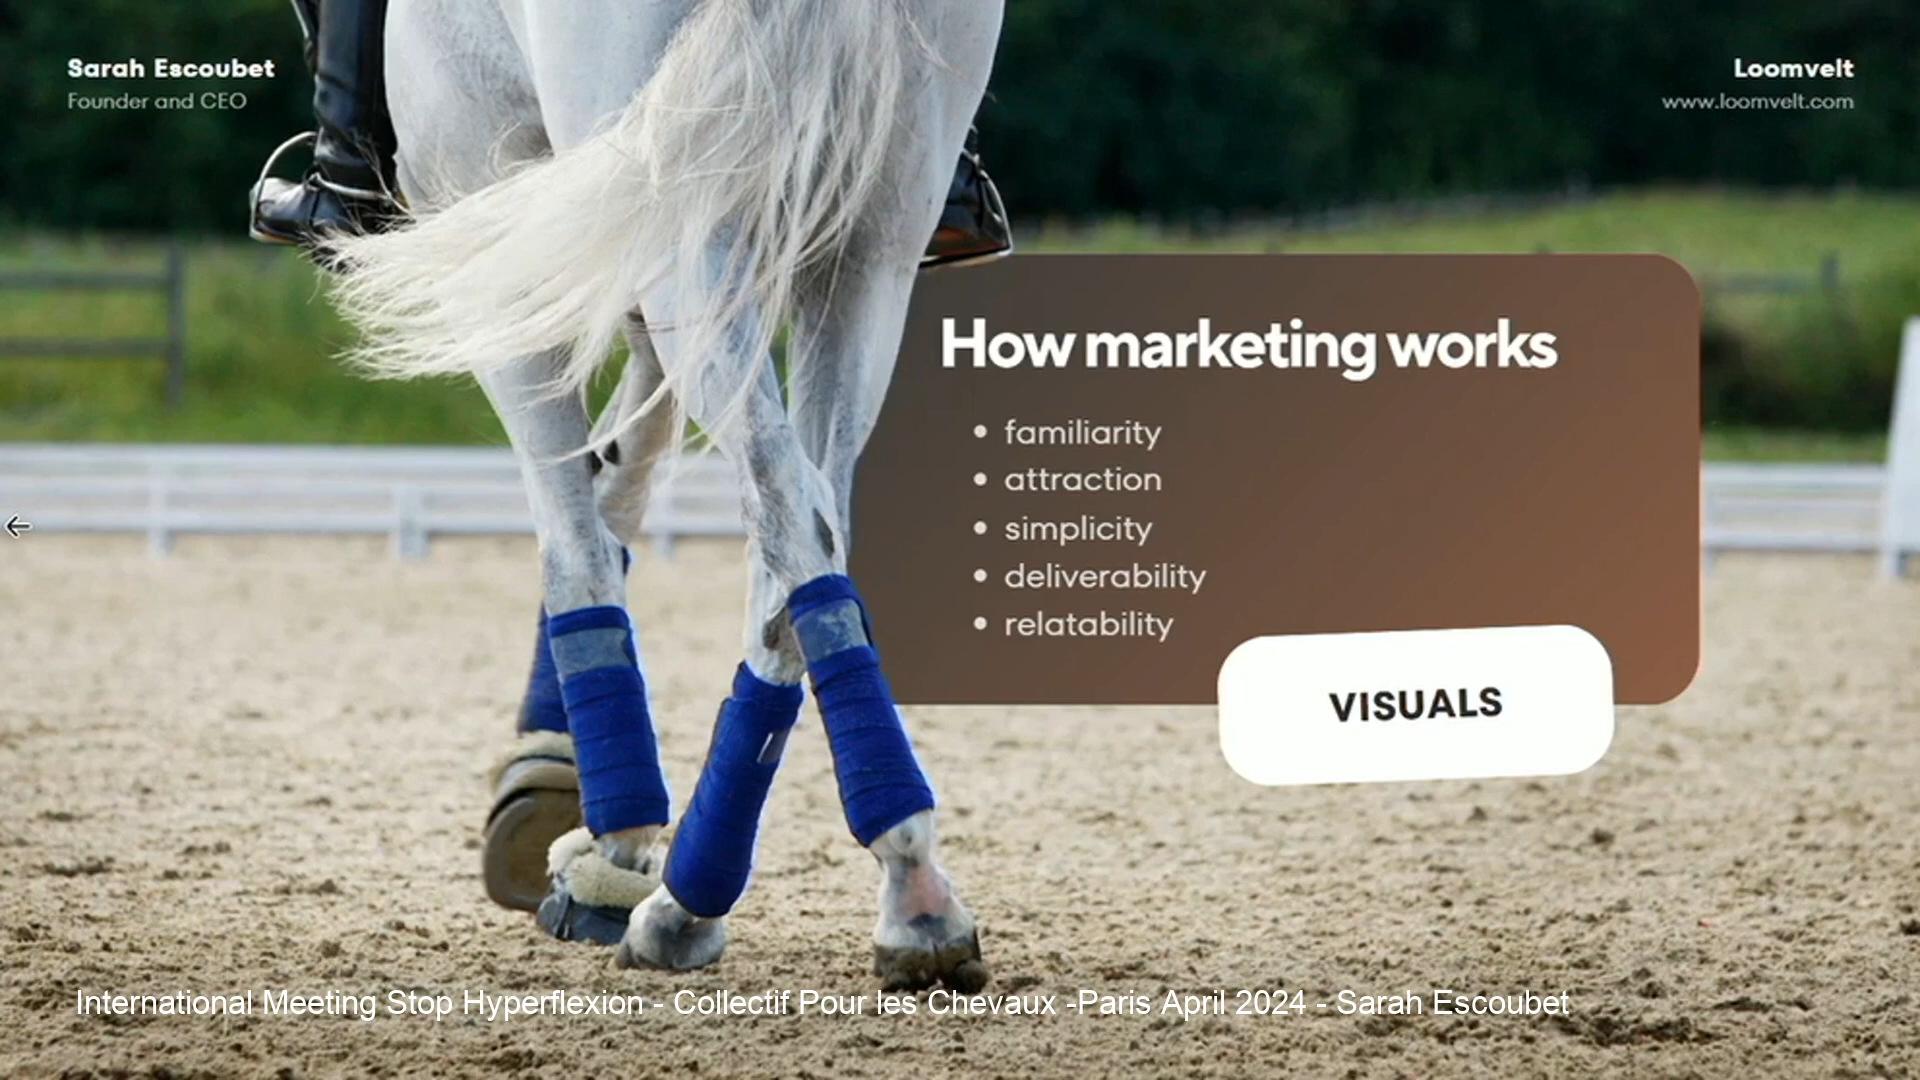 Sarah Escoubet
Founder and CEO
Loomvelt
www.loomvelt.com
How marketing works
• familiarity
• attraction
• simplicity
• deliverability
• relatability
VISUALS
International Meeting Stop Hyperflexion - Collectif Pour les Chevaux -Paris April 2024 - Sarah Escoubet